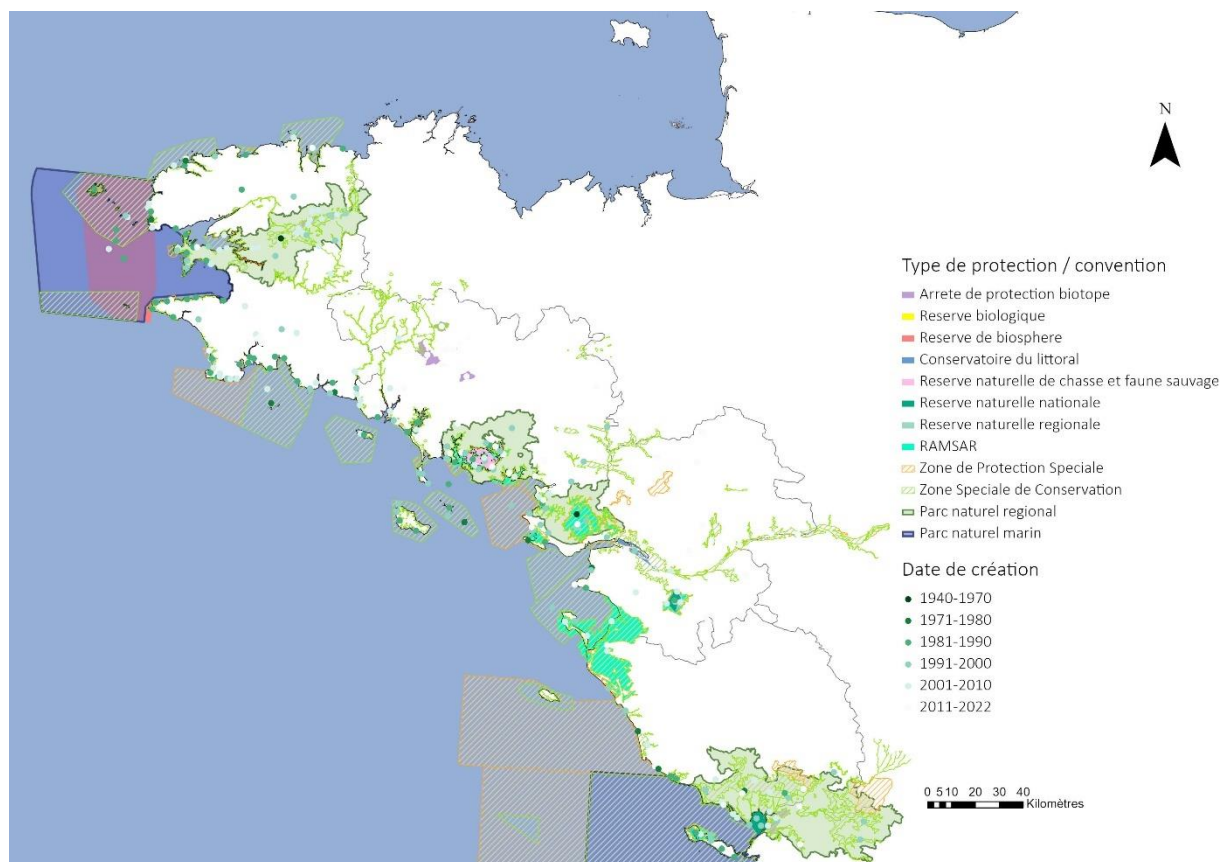 N
Type de protection / convention
Arrete de protection biotope
Reserve biologique
Reserve de biosphere
Conservatoire du littoral
Reserve naturelle de chasse et faune sauvage
Reserve naturelle nationale
Reserve naturelle regionale
RAMSAR
Zone de Protection Speciale
Zone Speciale de Conservation
Parc naturel regional
Parc naturel marin
Date de création
1940-1970
1971-1980
1981-1990
1991-2000
2001-2010
2011-2022
0 5 10 20 30 40
Kilomètres